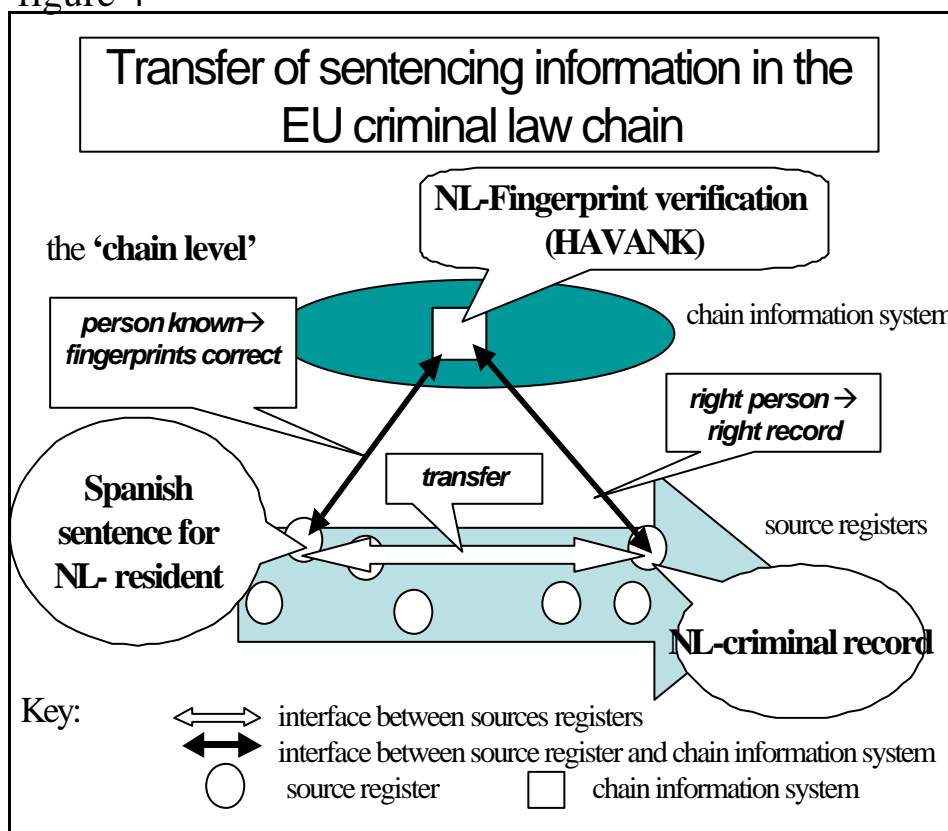 figure 4
Transfer of sentencing information in the
EU criminal law chain
NL-Fingerprint verification
(HAVANK)
the ‘chain level’
person known→
fingerprints correct
chain information system
right person →
right record
transfer
Spanish
sentence for
NL- resident
source registers
NL-criminal record
Key:
interface between sources registers
interface between source register and chain information system
source register
chain information system